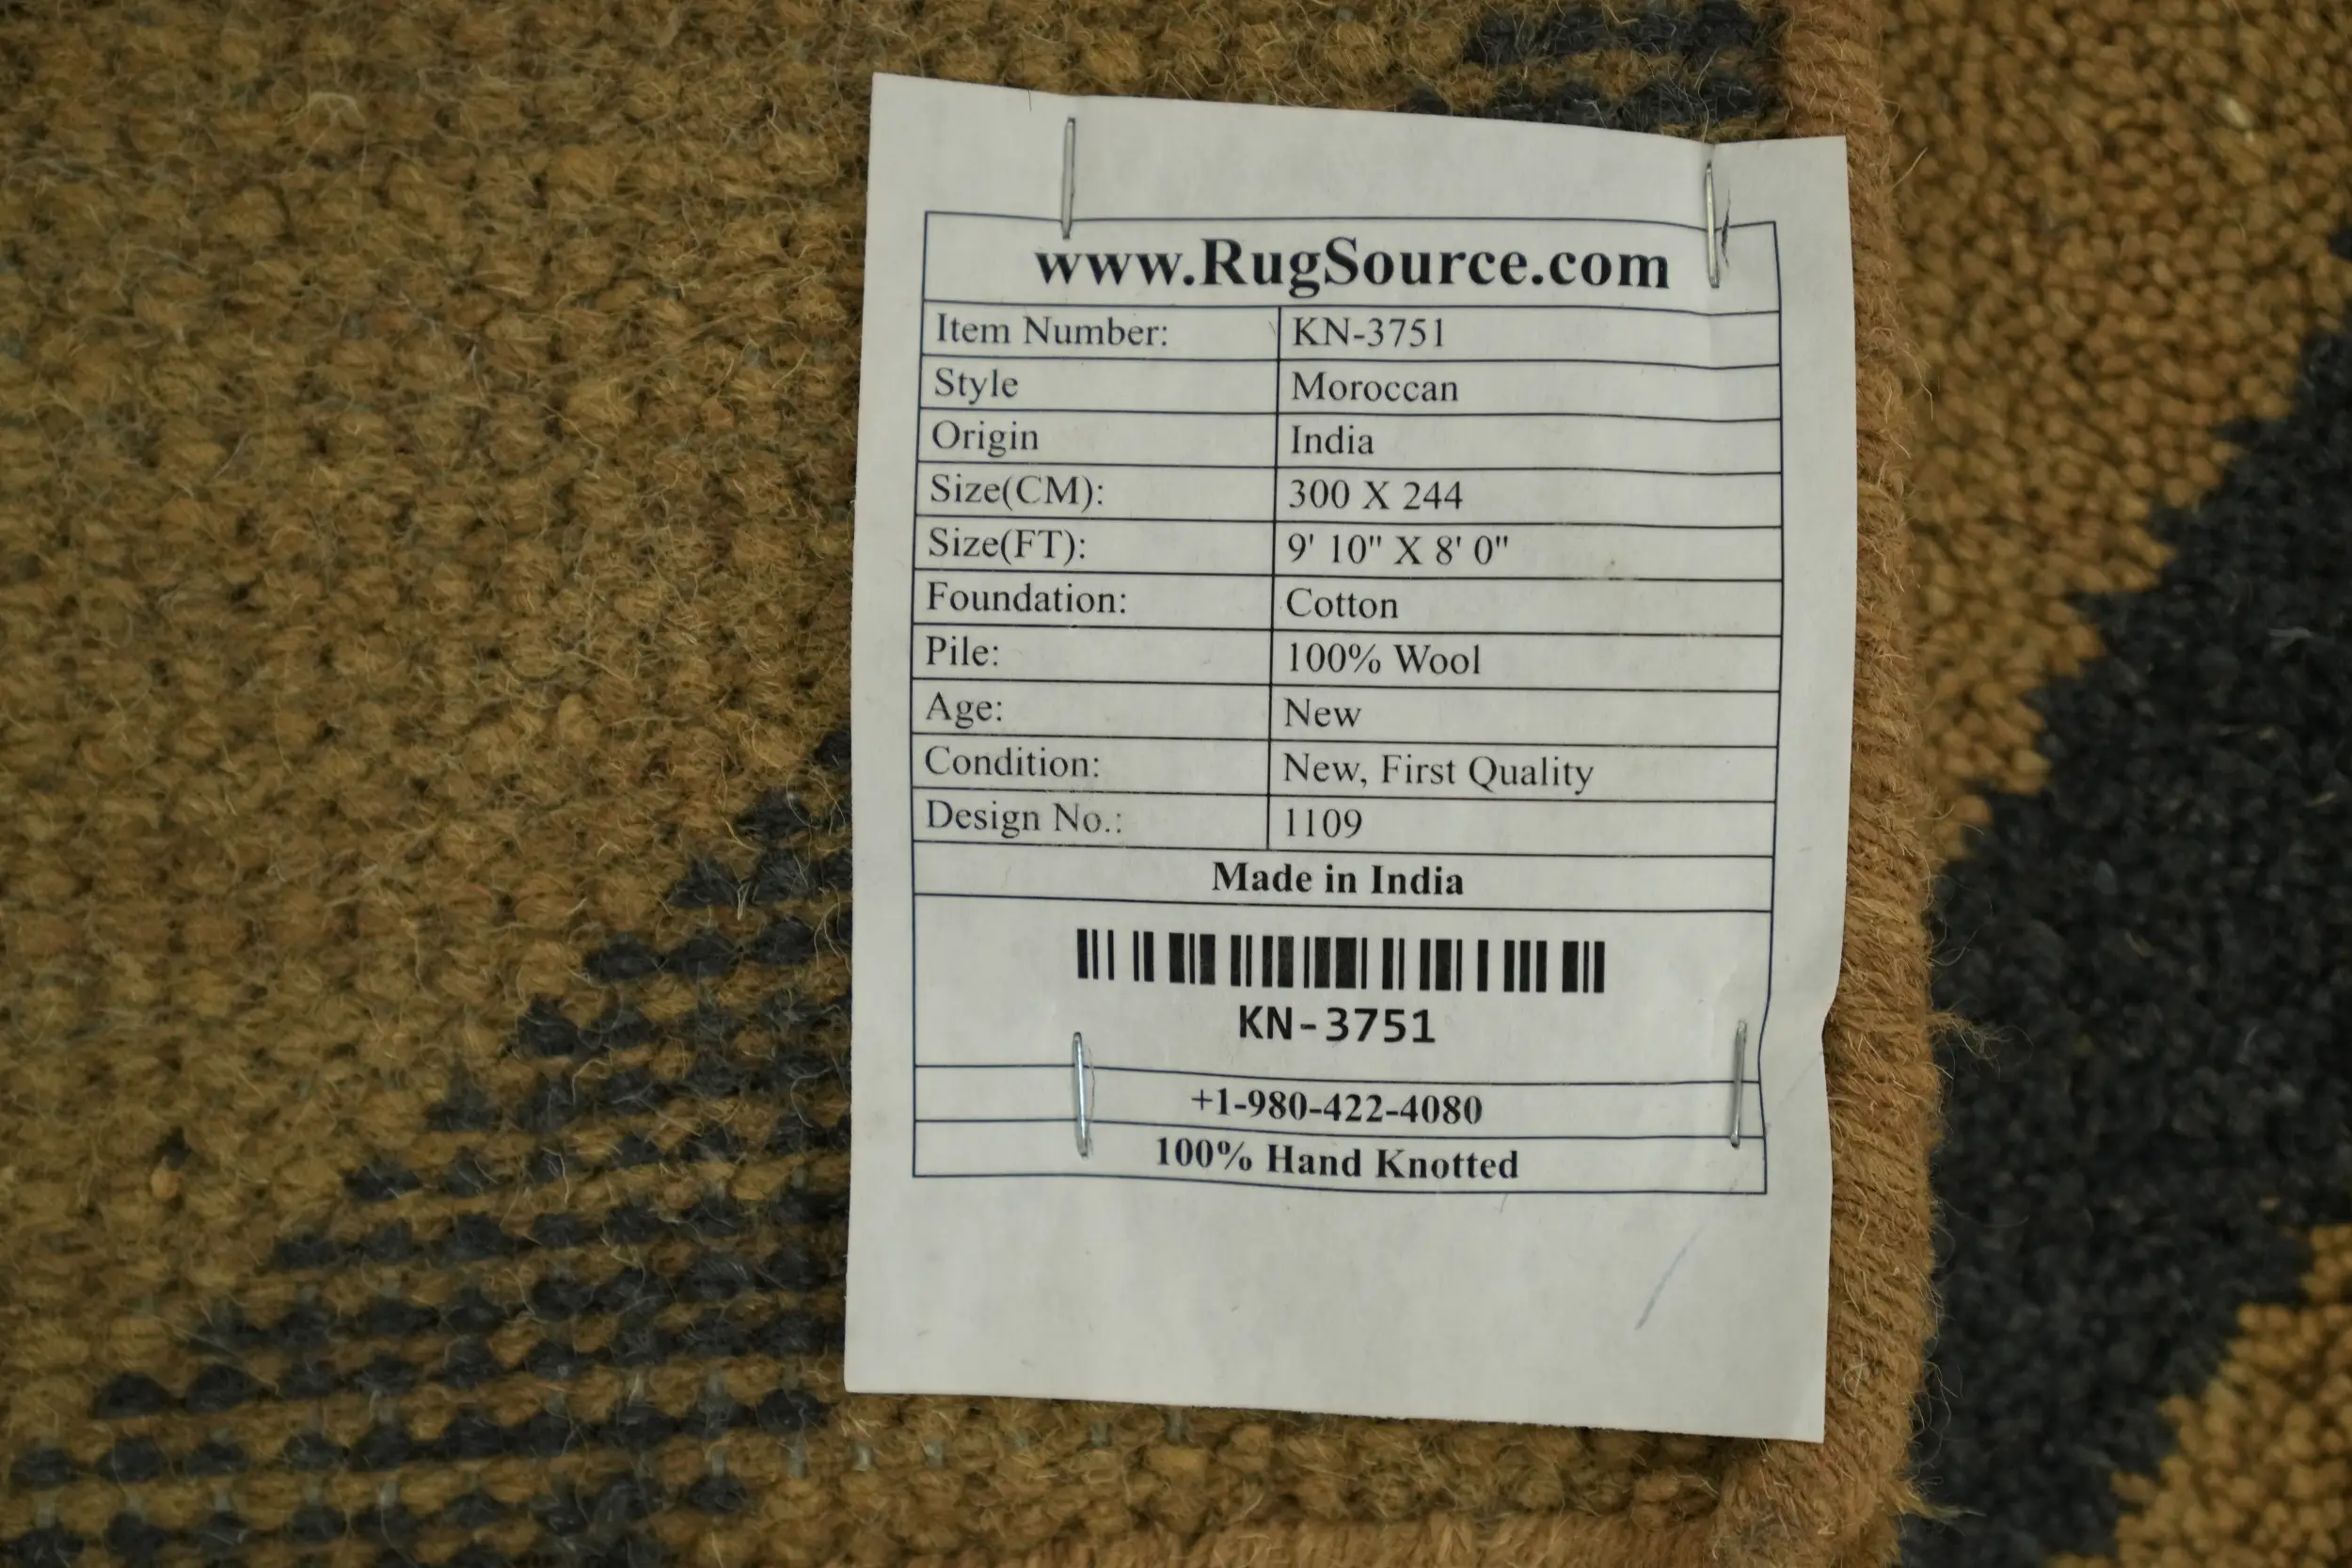 www.RugSource.com
Item Number: KN-3751
Style Moroccan
Origin India
Size(CM): 300 X 244
Size(FT): 9' 10" X 8' 0"
Foundation: Cotton
Pile: 100% Wool
Age: New
Condition: New, First Quality
Design No.: 1109
Made in India
KN-3751
+1-980-422-4080
100% Hand Knotted